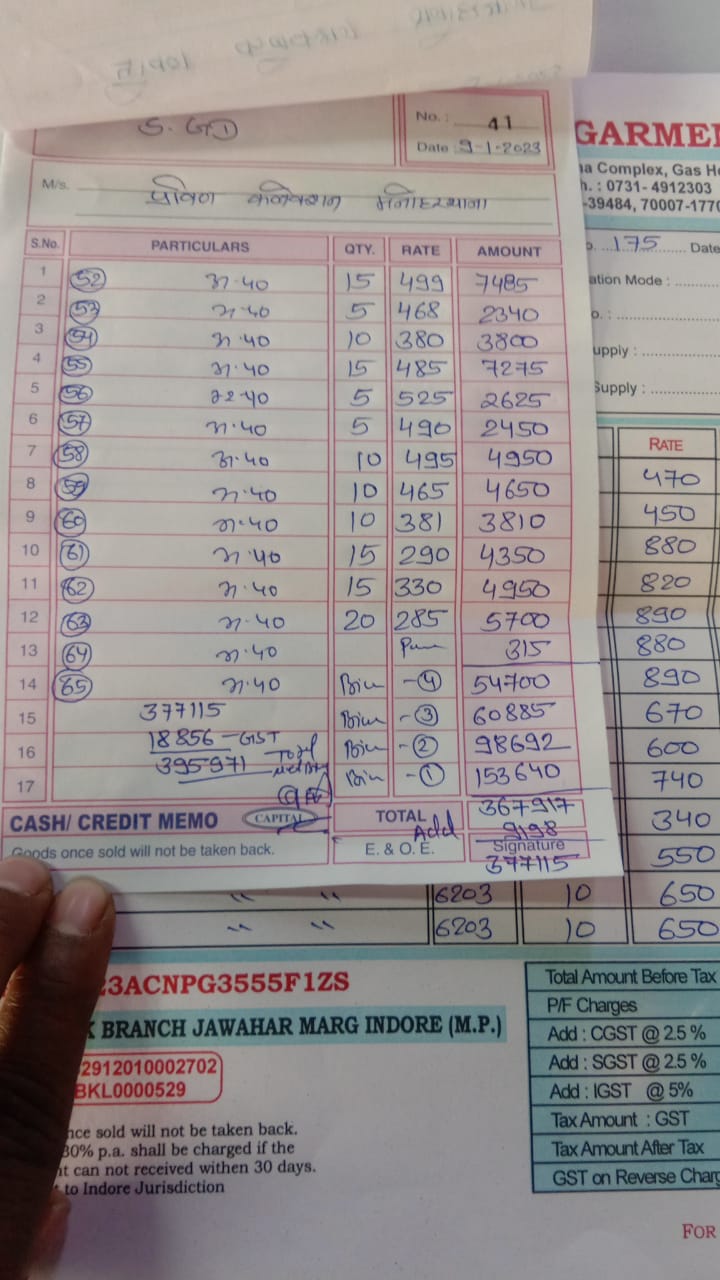 S. GD
No. : 41
Date : 9-1-2023
M/s. प्रविण कलेक्शन मनोहरथाना
S.No. PARTICULARS QTY. RATE AMOUNT
1 52 न.40 15 499 7485
2 53 न.40 5 468 2340
3 54 न.40 10 380 3800
4 55 न.40 15 485 7275
5 56 22-40 5 525 2625
6 57 न.40 5 490 2450
7 58 न.40 10 495 4950
8 59 न.40 10 465 4650
9 60 न.40 10 381 3810
10 61 न.40 15 290 4350
11 62 न.40 15 330 4950
12 63 न.40 20 285 5700
13 64 न.40 315
14 65 न.40 - 4 54700
15 377115 - 3 60885
16 18856 - GST - 2 98692
395971 Total
17 - 1 153640
CASH/ CREDIT MEMO CAPITAL TOTAL 367917
Add 9198
Goods once sold will not be taken back. E. & O. E. Signature
377115
GARMEN
na Complex, Gas Ho
h. : 0731- 4912303
-39484, 70007-1770
o. 175 Date
ation Mode :
o. :
upply :
Supply :
RATE
470
450
880
820
890
880
890
670
600
740
340
550
" " 6203 10 650
" " 6203 10 650
23ACNPG3555F1ZS
K BRANCH JAWAHAR MARG INDORE (M.P.)
2912010002702
BKL0000529
nce sold will not be taken back.
30% p.a. shall be charged if the
nt can not received withen 30 days.
to Indore Jurisdiction
Total Amount Before Tax
P/F Charges
Add : CGST @ 2.5 %
Add : SGST @ 2.5 %
Add : IGST @ 5%
Tax Amount : GST
Tax Amount After Tax
GST on Reverse Charg
FOR